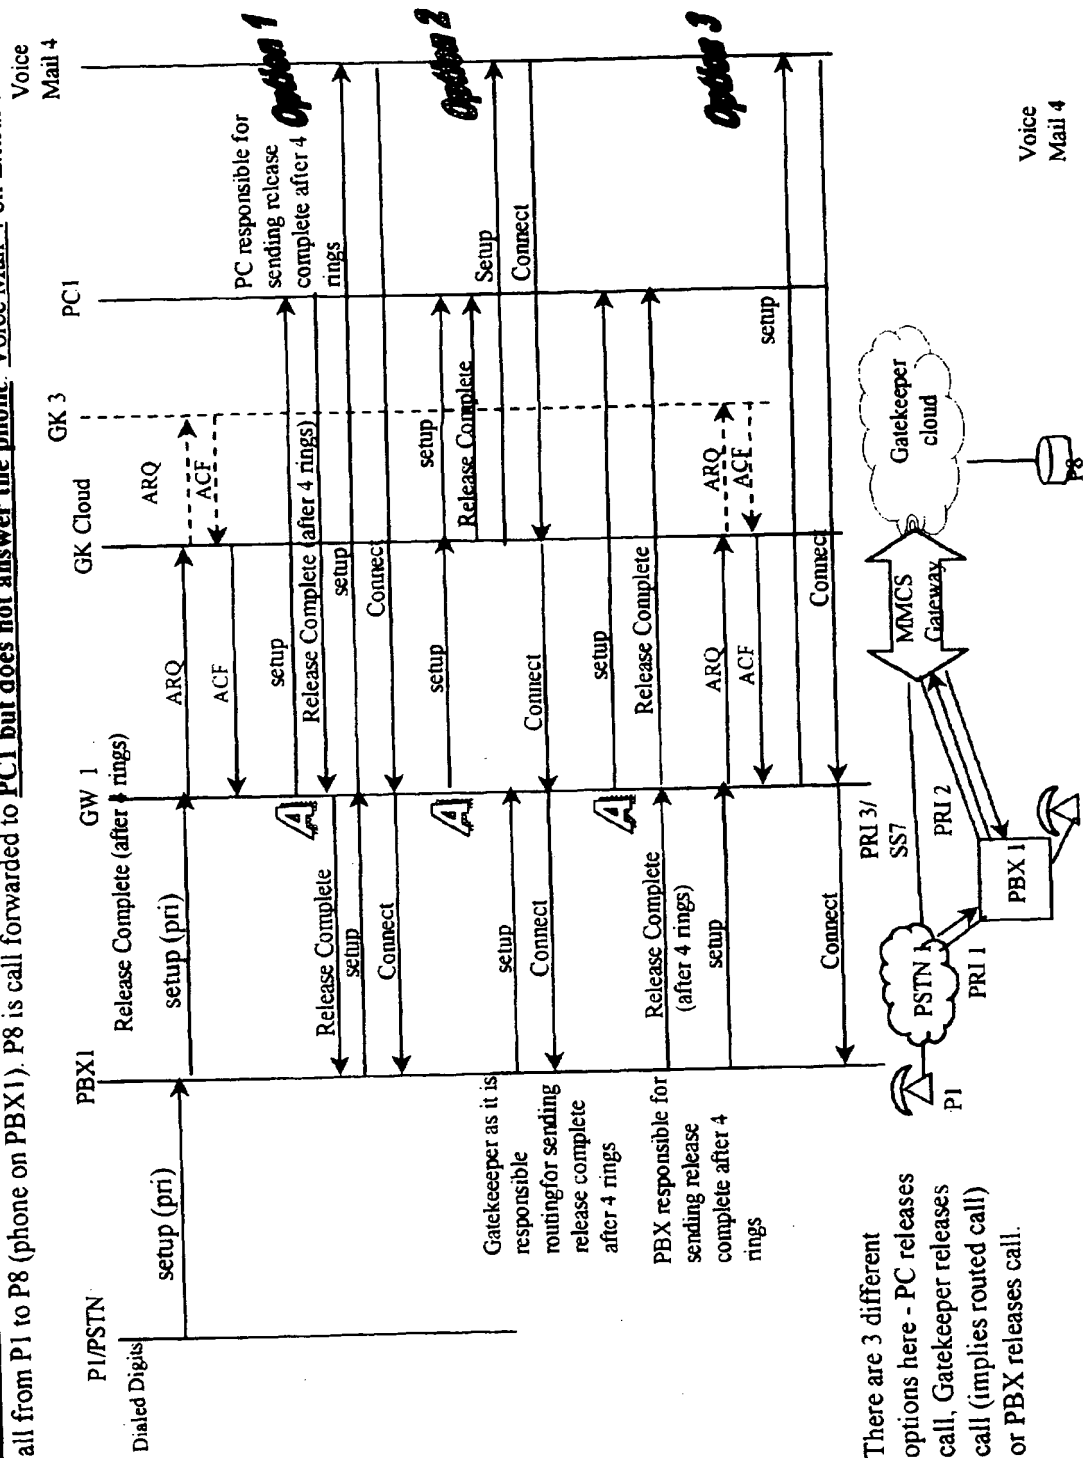 all from P1 to P8 (phone on PBX1). P8 is call forwarded to PC1 but does not answer the phone. Voice Mail 4 on
P1/PSTN
PBX1
GW 1
GK Cloud
GK 3
PC1
Voice
Mail 4
Dialed Digits
Release Complete (after 4 rings)
setup (pri)
setup (pri)
ARQ
ARQ
ACF
ACF
PC responsible for
sending release
complete after 4
rings
Option 1
setup
Release Complete (after 4 rings)
Release Complete
setup
setup
Connect
Connect
Option 2
Gatekeeeper as it is
responsible
routingfor sending
release complete
after 4 rings
setup
setup
setup
Release Complete
Setup
Connect
Connect
Connect
Option 3
PBX responsible for
sending release
complete after 4
rings
setup
Release Complete
(after 4 rings)
Release Complete
setup
ARQ
ARQ
ACF
ACF
setup
Connect
Connect
There are 3 different
options here - PC releases
call, Gatekeeper releases
call (implies routed call)
or PBX releases call.
P1
PSTN 1
PRI 1
PBX 1
PRI 2
PRI 3/
SS7
MMCS
Gateway
Gatekeeper
cloud
P8
Voice
Mail 4